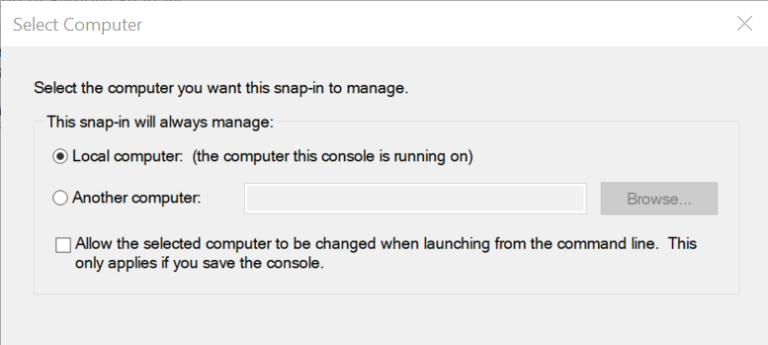 Select Computer
Select the computer you want this snap-in to manage.
This snap-in will always manage:
Local computer: (the computer this console is running on)
Another computer:
Browse...
Allow the selected computer to be changed when launching from the command line. This
only applies if you save the console.